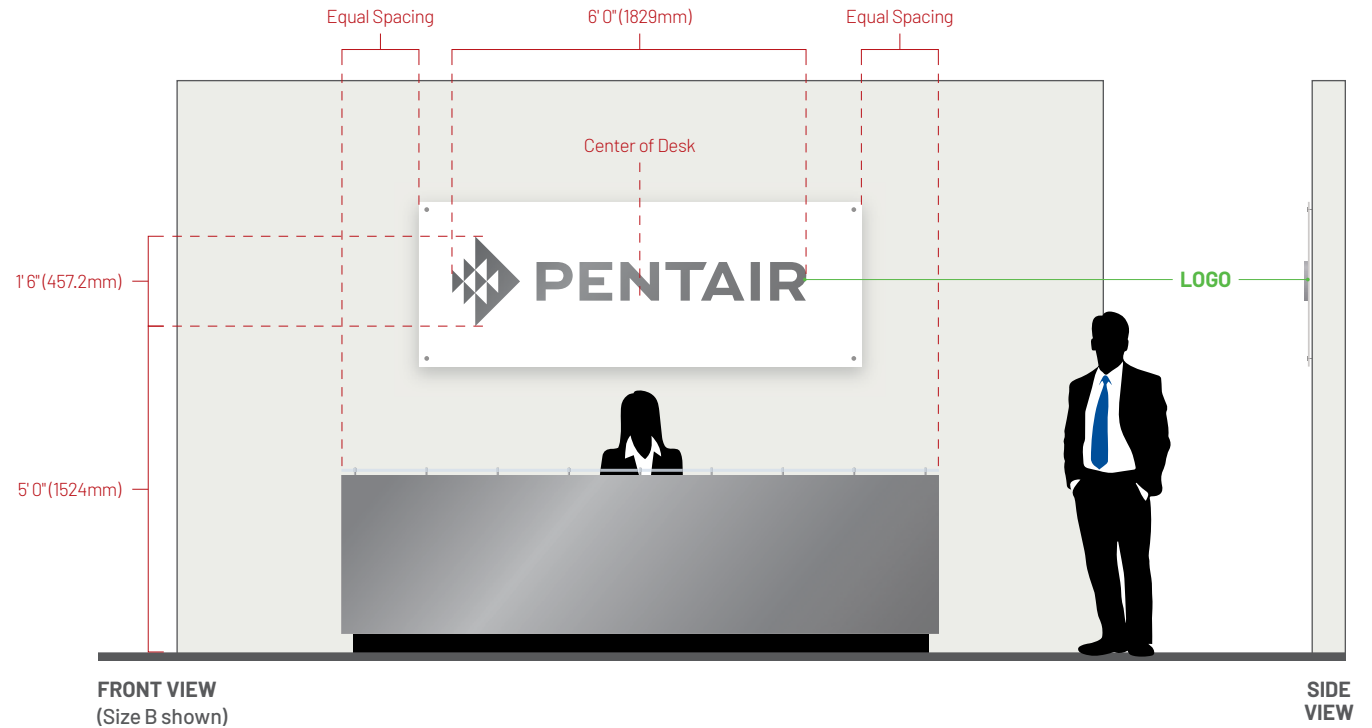 Equal Spacing
6' 0" (1829mm)
Equal Spacing
Center of Desk
1' 6" (457.2mm)
PENTAIR
LOGO
5' 0" (1524mm)
FRONT VIEW
(Size B shown)
SIDE
VIEW